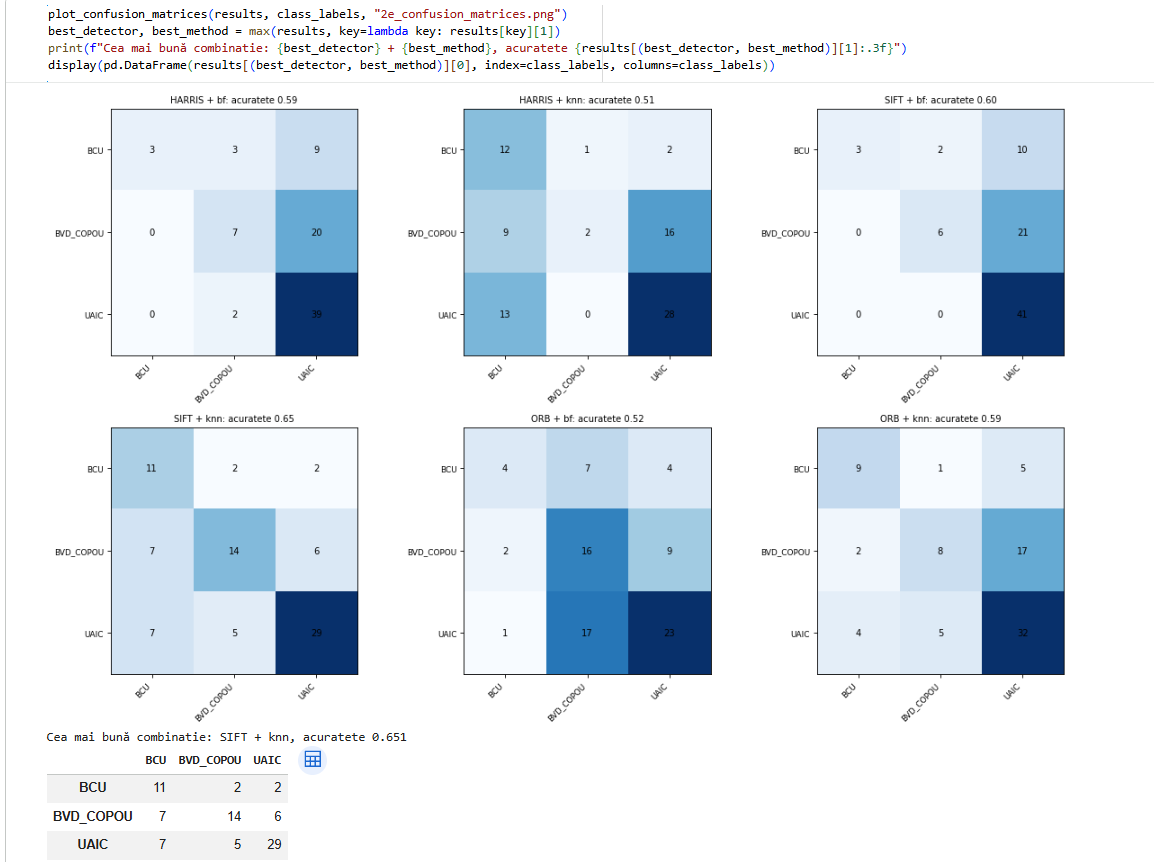 plot_confusion_matrices(results, class_labels, "2e_confusion_matrices.png")
best_detector, best_method = max(results, key=lambda key: results[key][1])
print(f"Cea mai bună combinatie: {best_detector} + {best_method}, acuratete {results[(best_detector, best_method)][1]:.3f}")
display(pd.DataFrame(results[(best_detector, best_method)][0], index=class_labels, columns=class_labels))
HARRIS + bf: acuratete 0.59
BCU 3 3 9
BVD_COPOU 0 7 20
UAIC 0 2 39
BCU BVD_COPOU UAIC
HARRIS + knn: acuratete 0.51
BCU 12 1 2
BVD_COPOU 9 2 16
UAIC 13 0 28
BCU BVD_COPOU UAIC
SIFT + bf: acuratete 0.60
BCU 3 2 10
BVD_COPOU 0 6 21
UAIC 0 0 41
BCU BVD_COPOU UAIC
SIFT + knn: acuratete 0.65
BCU 11 2 2
BVD_COPOU 7 14 6
UAIC 7 5 29
BCU BVD_COPOU UAIC
ORB + bf: acuratete 0.52
BCU 4 7 4
BVD_COPOU 2 16 9
UAIC 1 17 23
BCU BVD_COPOU UAIC
ORB + knn: acuratete 0.59
BCU 9 1 5
BVD_COPOU 2 8 17
UAIC 4 5 32
BCU BVD_COPOU UAIC
Cea mai bună combinatie: SIFT + knn, acuratete 0.651
BCU BVD_COPOU UAIC
BCU 11 2 2
BVD_COPOU 7 14 6
UAIC 7 5 29